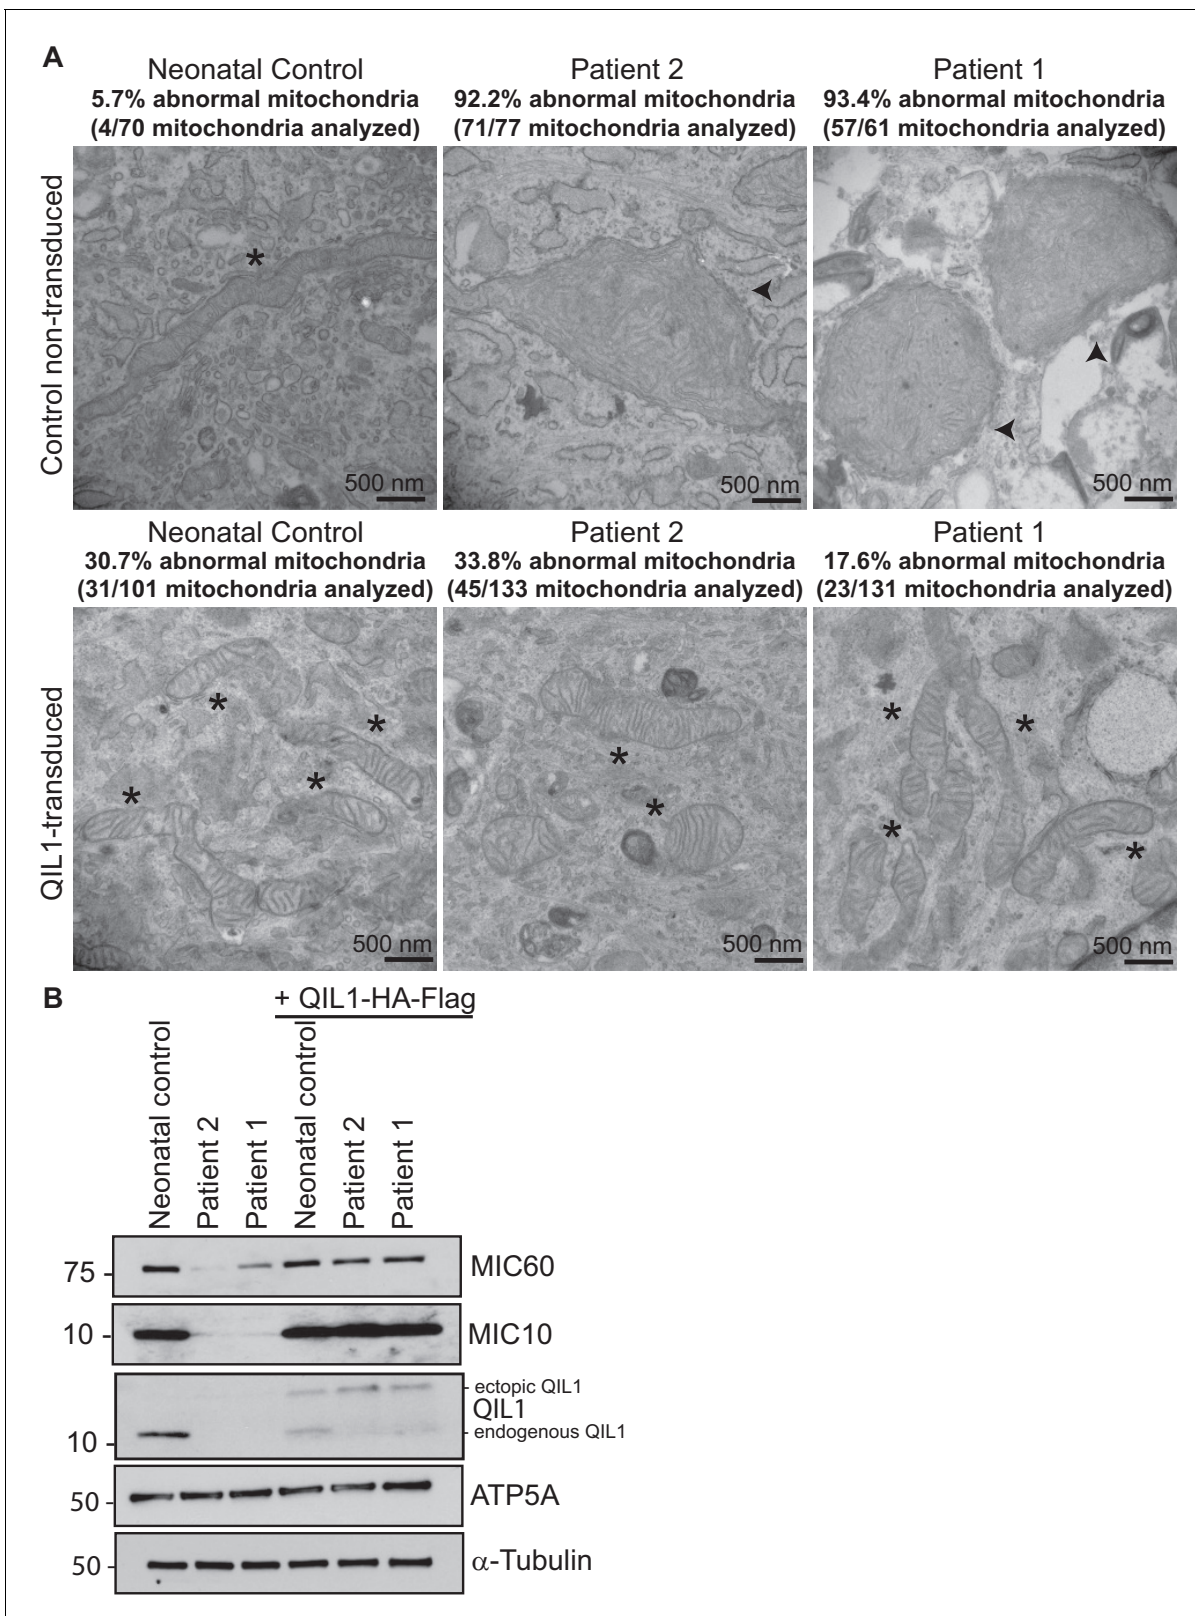 A
Neonatal Control
5.7% abnormal mitochondria
(4/70 mitochondria analyzed)
Patient 2
92.2% abnormal mitochondria
(71/77 mitochondria analyzed)
Patient 1
93.4% abnormal mitochondria
(57/61 mitochondria analyzed)
Control non-transduced
*
500 nm
500 nm
500 nm
Neonatal Control
30.7% abnormal mitochondria
(31/101 mitochondria analyzed)
Patient 2
33.8% abnormal mitochondria
(45/133 mitochondria analyzed)
Patient 1
17.6% abnormal mitochondria
(23/131 mitochondria analyzed)
QIL1-transduced
* * * *
500 nm
* *
500 nm
* * * *
500 nm
B
+ QIL1-HA-Flag
Neonatal control
Patient 2
Patient 1
Neonatal control
Patient 2
Patient 1
75 - MIC60
10 - MIC10
- ectopic QIL1
QIL1
- endogenous QIL1
10 -
50 - ATP5A
50 - α-Tubulin